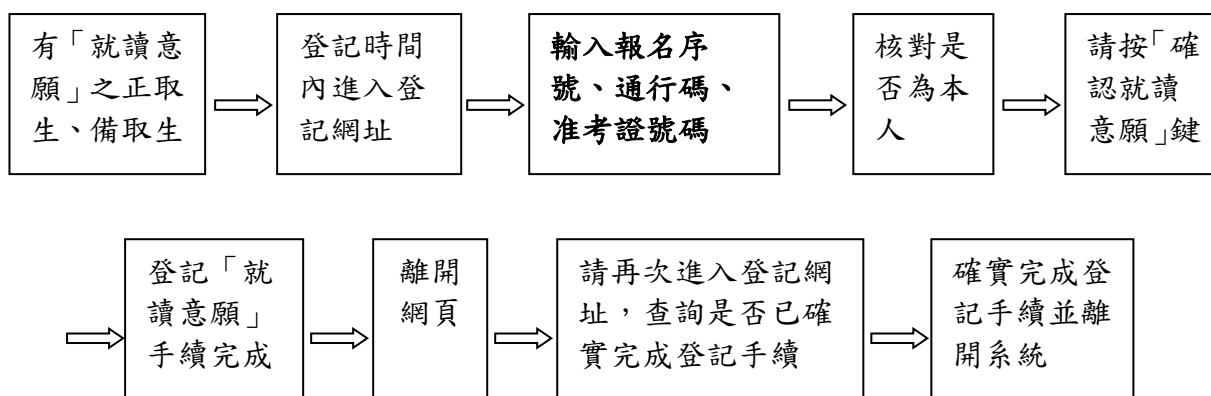 有「就讀意
願」之正取
生、備取生
登記時間
內進入登
記網址
輸入報名序
號、通行碼、
准考證號碼
核對是
否為本
人
請按「確
認就讀
意願」鍵
登記「就
讀意願」
手續完成
離開
網頁
請再次進入登記網
址，查詢是否已確
實完成登記手續
確實完成登
記手續並離
開系統